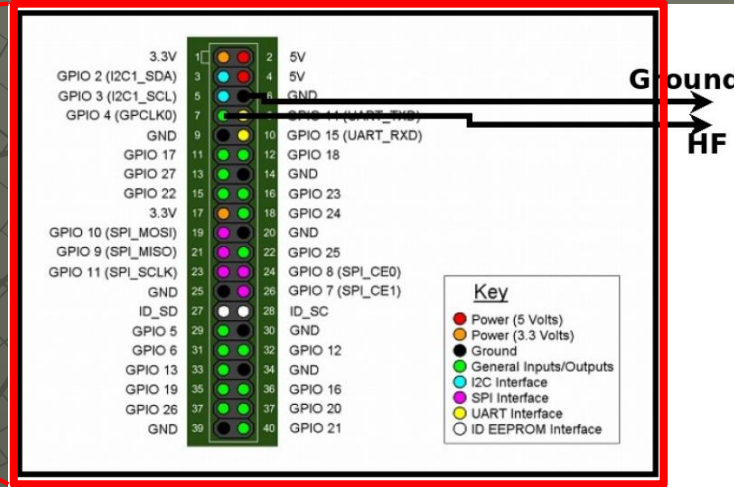 3.3V 1 2 5V
GPIO 2 (I2C1_SDA) 3 4 5V
Ground
GPIO 3 (I2C1_SCL) 5 6 GND
GPIO 4 (GPCLK0) 7 GPIO 14 (UART_TXD)
GND 9 10 GPIO 15 (UART_RXD)
HF
GPIO 17 11 12 GPIO 18
GPIO 27 13 14 GND
GPIO 22 15 16 GPIO 23
3.3V 17 18 GPIO 24
GPIO 10 (SPI_MOSI) 19 20 GND
GPIO 9 (SPI_MISO) 21 22 GPIO 25
GPIO 11 (SPI_SCLK) 23 24 GPIO 8 (SPI_CE0)
GND 25 26 GPIO 7 (SPI_CE1)
ID_SD 27 28 ID_SC
GPIO 5 29 30 GND
GPIO 6 31 32 GPIO 12
GPIO 13 33 34 GND
GPIO 19 35 36 GPIO 16
GPIO 26 37 37 GPIO 20
GND 39 40 GPIO 21
Key
Power (5 Volts)
Power (3.3 Volts)
Ground
General Inputs/Outputs
I2C Interface
SPI Interface
UART Interface
ID EEPROM Interface